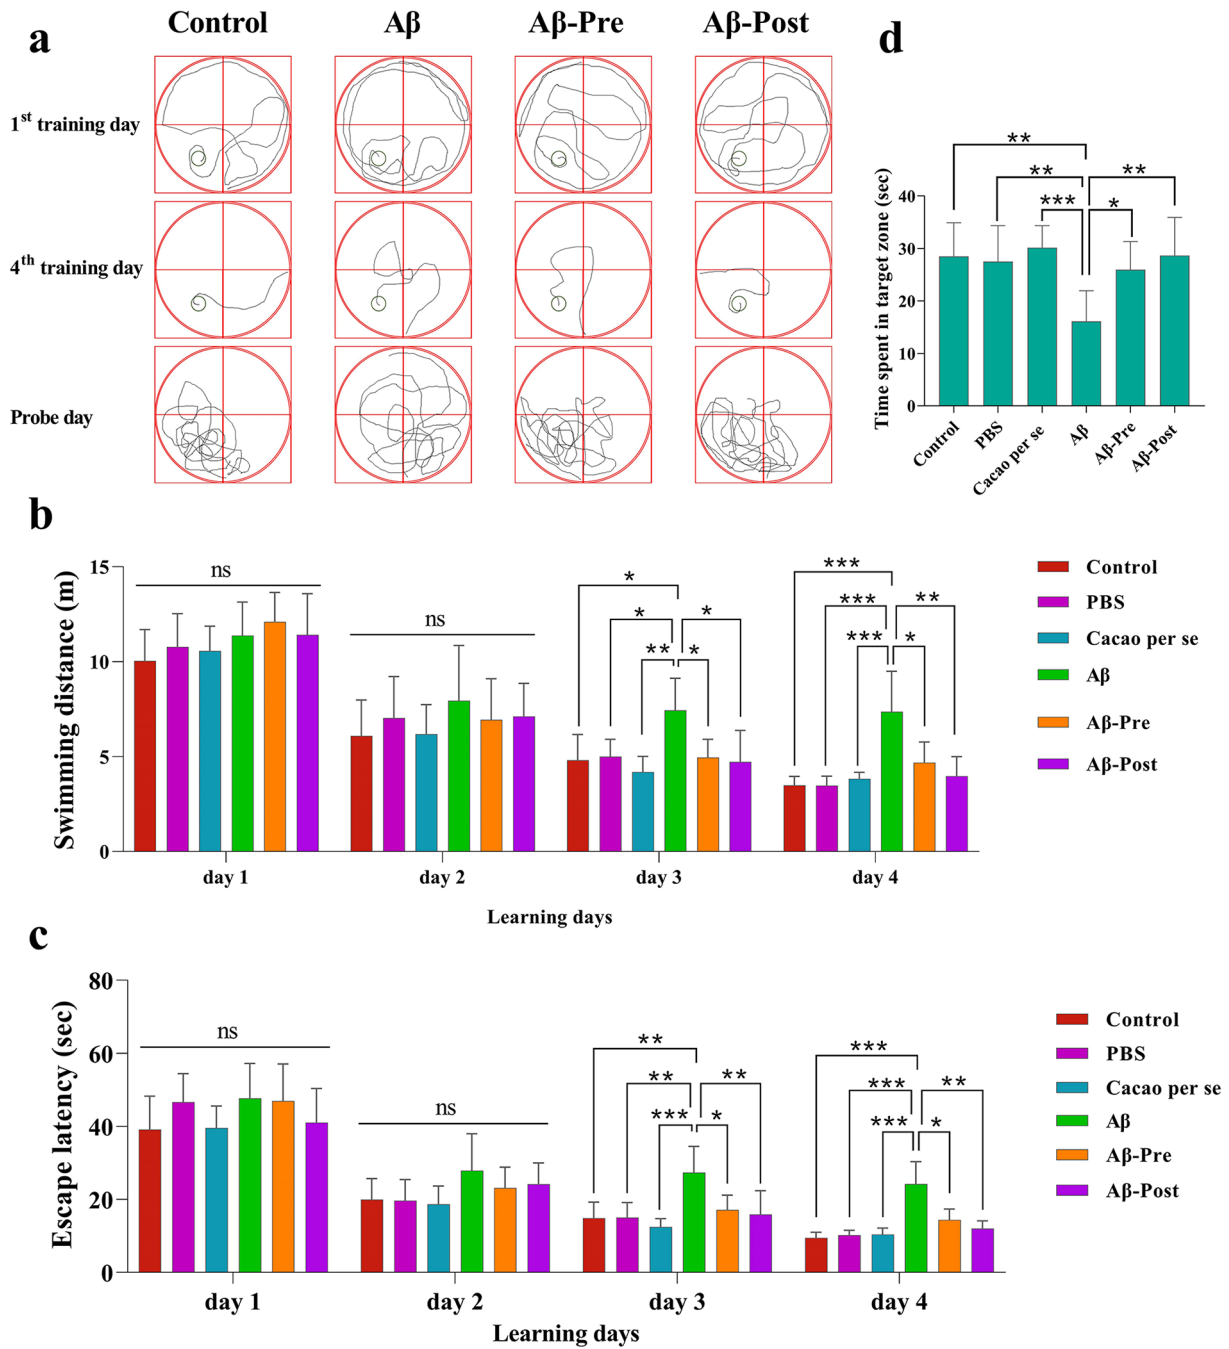 a
Control
Aβ
Aβ-Pre
Aβ-Post
1st training day
4th training day
Probe day
d
**
**
**
***
*
Time spent in target zone (sec)
40
30
20
10
0
Control
PBS
Cacao per se
Aβ
Aβ-Pre
Aβ-Post
b
Swimming distance (m)
15
10
5
0
ns
ns
*
*
*
**
*
***
***
**
***
*
day 1
day 2
day 3
day 4
Learning days
Control
PBS
Cacao per se
Aβ
Aβ-Pre
Aβ-Post
c
Escape latency (sec)
80
60
40
20
0
ns
ns
**
**
**
***
*
***
***
**
***
*
day 1
day 2
day 3
day 4
Learning days
Control
PBS
Cacao per se
Aβ
Aβ-Pre
Aβ-Post